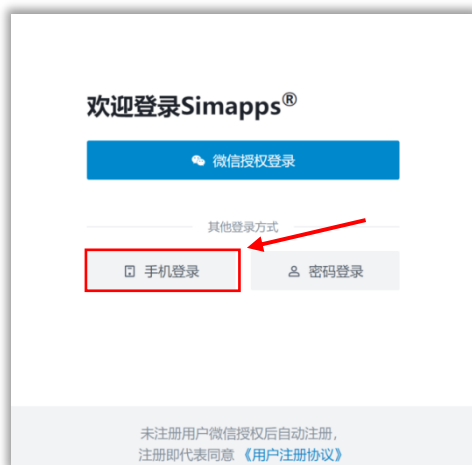 欢迎登录Simapps®
微信授权登录
其他登录方式
手机登录
密码登录
未注册用户微信授权后自动注册，
注册即代表同意《用户注册协议》